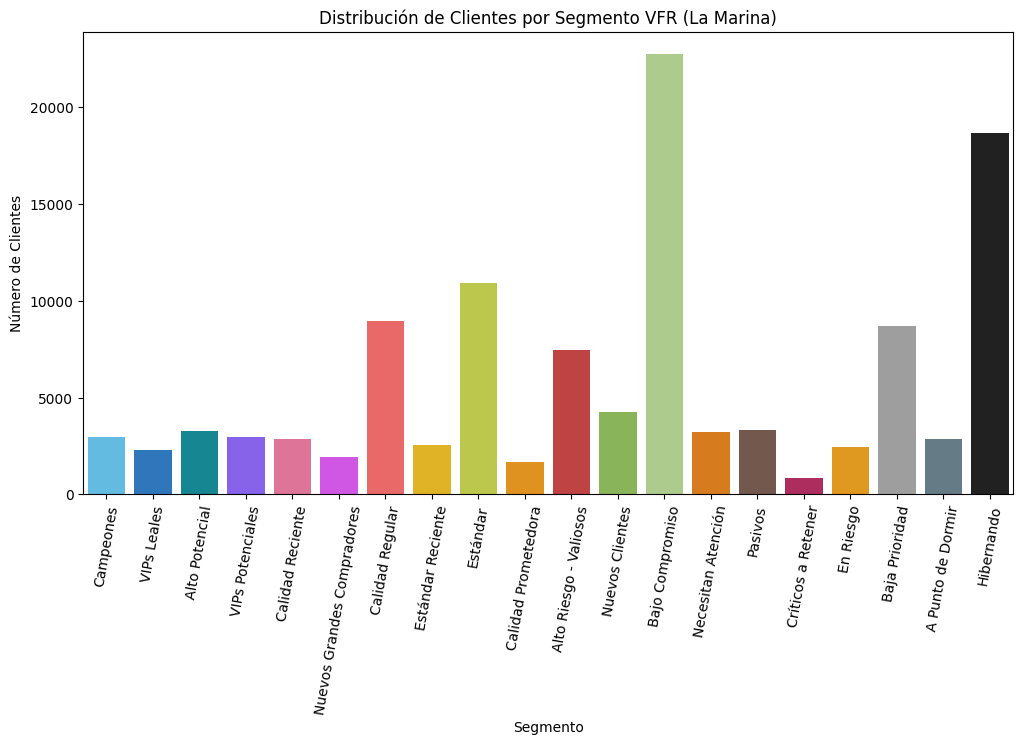 Distribución de Clientes por Segmento VFR (La Marina)
Número de Clientes
20000
15000
10000
5000
0
Campeones
VIPs Leales
Alto Potencial
VIPs Potenciales
Calidad Reciente
Nuevos Grandes Compradores
Calidad Regular
Estándar Reciente
Estándar
Calidad Prometedora
Alto Riesgo - Valiosos
Nuevos Clientes
Bajo Compromiso
Necesitan Atención
Pasivos
Críticos a Retener
En Riesgo
Baja Prioridad
A Punto de Dormir
Hibernando
Segmento